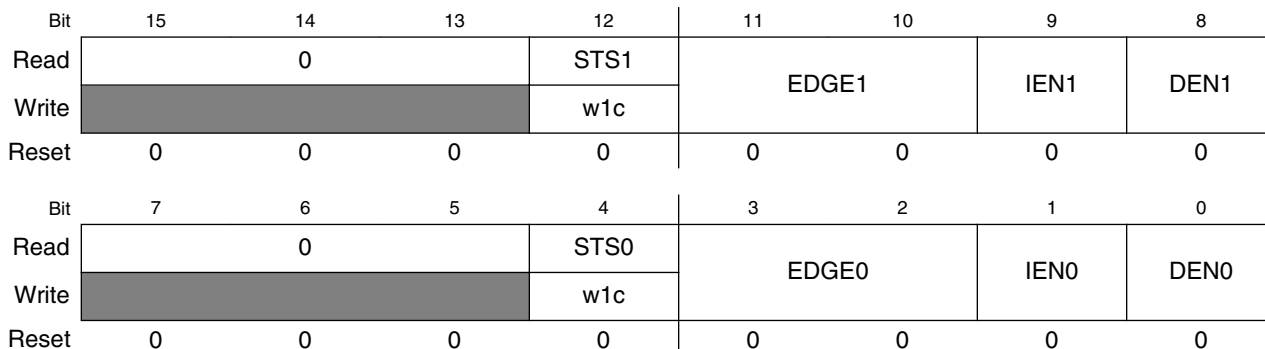 Bit 15 14 13 12 11 10 9 8
Read 0 STS1 EDGE1 IEN1 DEN1
Write w1c
Reset 0 0 0 0 0 0 0 0
Bit 7 6 5 4 3 2 1 0
Read 0 STS0 EDGE0 IEN0 DEN0
Write w1c
Reset 0 0 0 0 0 0 0 0